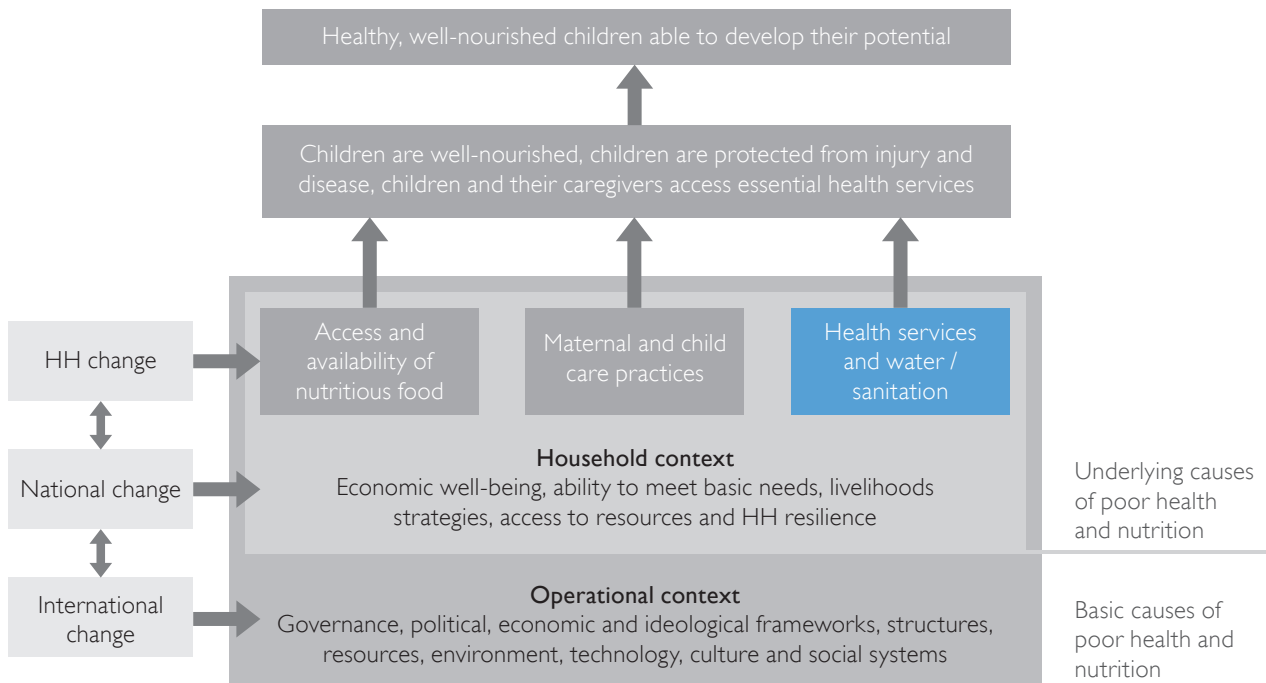 Healthy, well-nourished children able to develop their potential
Children are well-nourished, children are protected from injury and
disease, children and their caregivers access essential health services
HH change
National change
International
change
Access and
availability of
nutritious food
Maternal and child
care practices
Health services
and water /
sanitation
Household context
Economic well-being, ability to meet basic needs, livelihoods
strategies, access to resources and HH resilience
Underlying causes
of poor health
and nutrition
Operational context
Governance, political, economic and ideological frameworks, structures,
resources, environment, technology, culture and social systems
Basic causes of
poor health and
nutrition